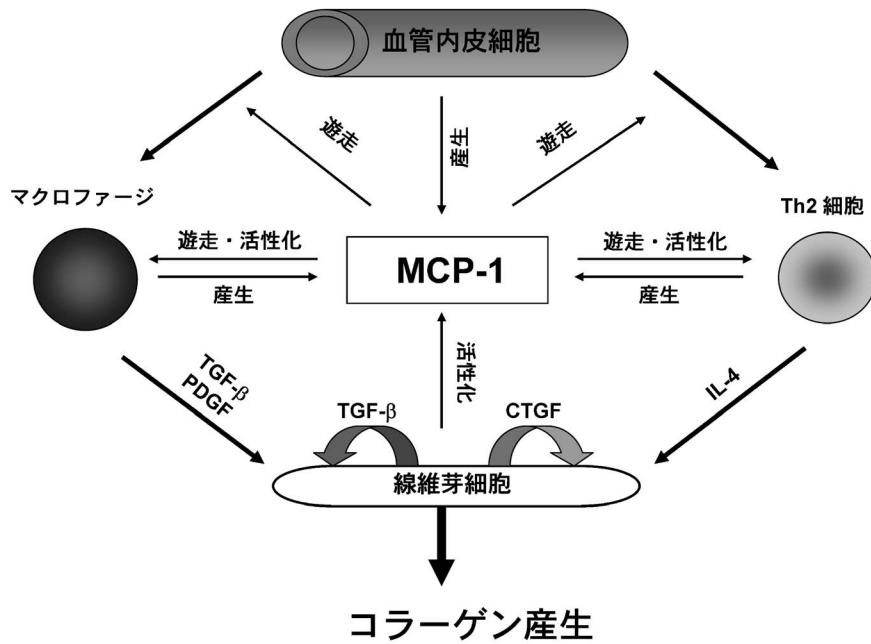 血管内皮細胞
遊走
産生
遊走
マクロファージ
Th2 細胞
遊走・活性化
産生
MCP-1
遊走・活性化
産生
活性化
TGF-β
PDGF
IL-4
TGF-β
CTGF
線維芽細胞
コラーゲン産生